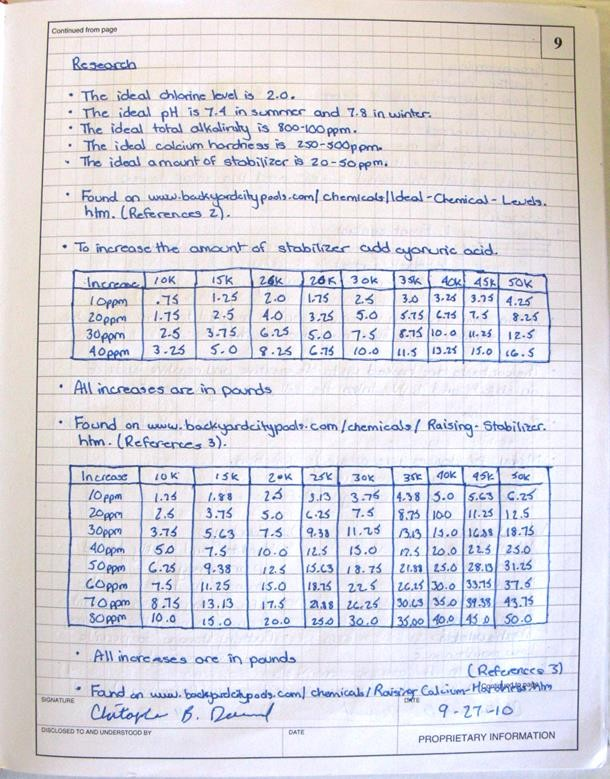 Continued from page
9
Research
• The ideal chlorine level is 2.0.
• The ideal pH is 7.4 in summer and 7.8 in winter.
• The ideal total alkalinity is 800-100 ppm.
• The ideal calcium hardness is 250-500 ppm.
• The ideal amount of stabilizer is 20-50 ppm.
• Found on www.backyardcitypools.com/chemicals/Ideal-Chemical-Levels.
htm. (References 2).
• To increase the amount of stabilizer add cyanuric acid.
Increase 10K 15K 26K 20K 30K 35K 40K 45K 50K
10ppm .75 1.25 2.0 1.75 2.5 3.0 3.25 3.75 4.25
20ppm 1.75 2.5 4.0 3.25 5.0 5.75 6.75 7.5 8.25
30ppm 2.5 3.75 6.25 5.0 7.5 8.75 10.0 11.25 12.5
40ppm 3.25 5.0 8.25 6.75 10.0 11.5 13.25 15.0 16.5
• All increases are in pounds
• Found on www.backyardcitypools.com/chemicals/Raising-Stabilizer.
htm. (References 3).
Increase 10K 15K 20K 25K 30K 35K 40K 45K 50K
10ppm 1.25 1.88 2.5 3.13 3.75 4.38 5.0 5.63 6.25
20ppm 2.5 3.75 5.0 6.25 7.5 8.75 10.0 11.25 12.5
30ppm 3.75 5.63 7.5 9.38 11.25 13.13 15.0 16.88 18.75
40ppm 5.0 7.5 10.0 12.5 15.0 17.5 20.0 22.5 25.0
50ppm 6.25 9.38 12.5 15.63 18.75 21.88 25.0 28.13 31.25
60ppm 7.5 11.25 15.0 18.75 22.5 26.25 30.0 33.75 37.5
70ppm 8.75 13.13 17.5 21.88 26.25 30.63 35.0 39.38 43.75
80ppm 10.0 15.0 20.0 25.0 30.0 35.00 40.0 45.0 50.0
• All increases are in pounds
(References 3)
• Found on www.backyardcitypools.com/chemicals/Raising Calcium-Hardness.htm
SIGNATURE
DATE
B.
9-27-10
DISCLOSED TO AND UNDERSTOOD BY
DATE
PROPRIETARY INFORMATION